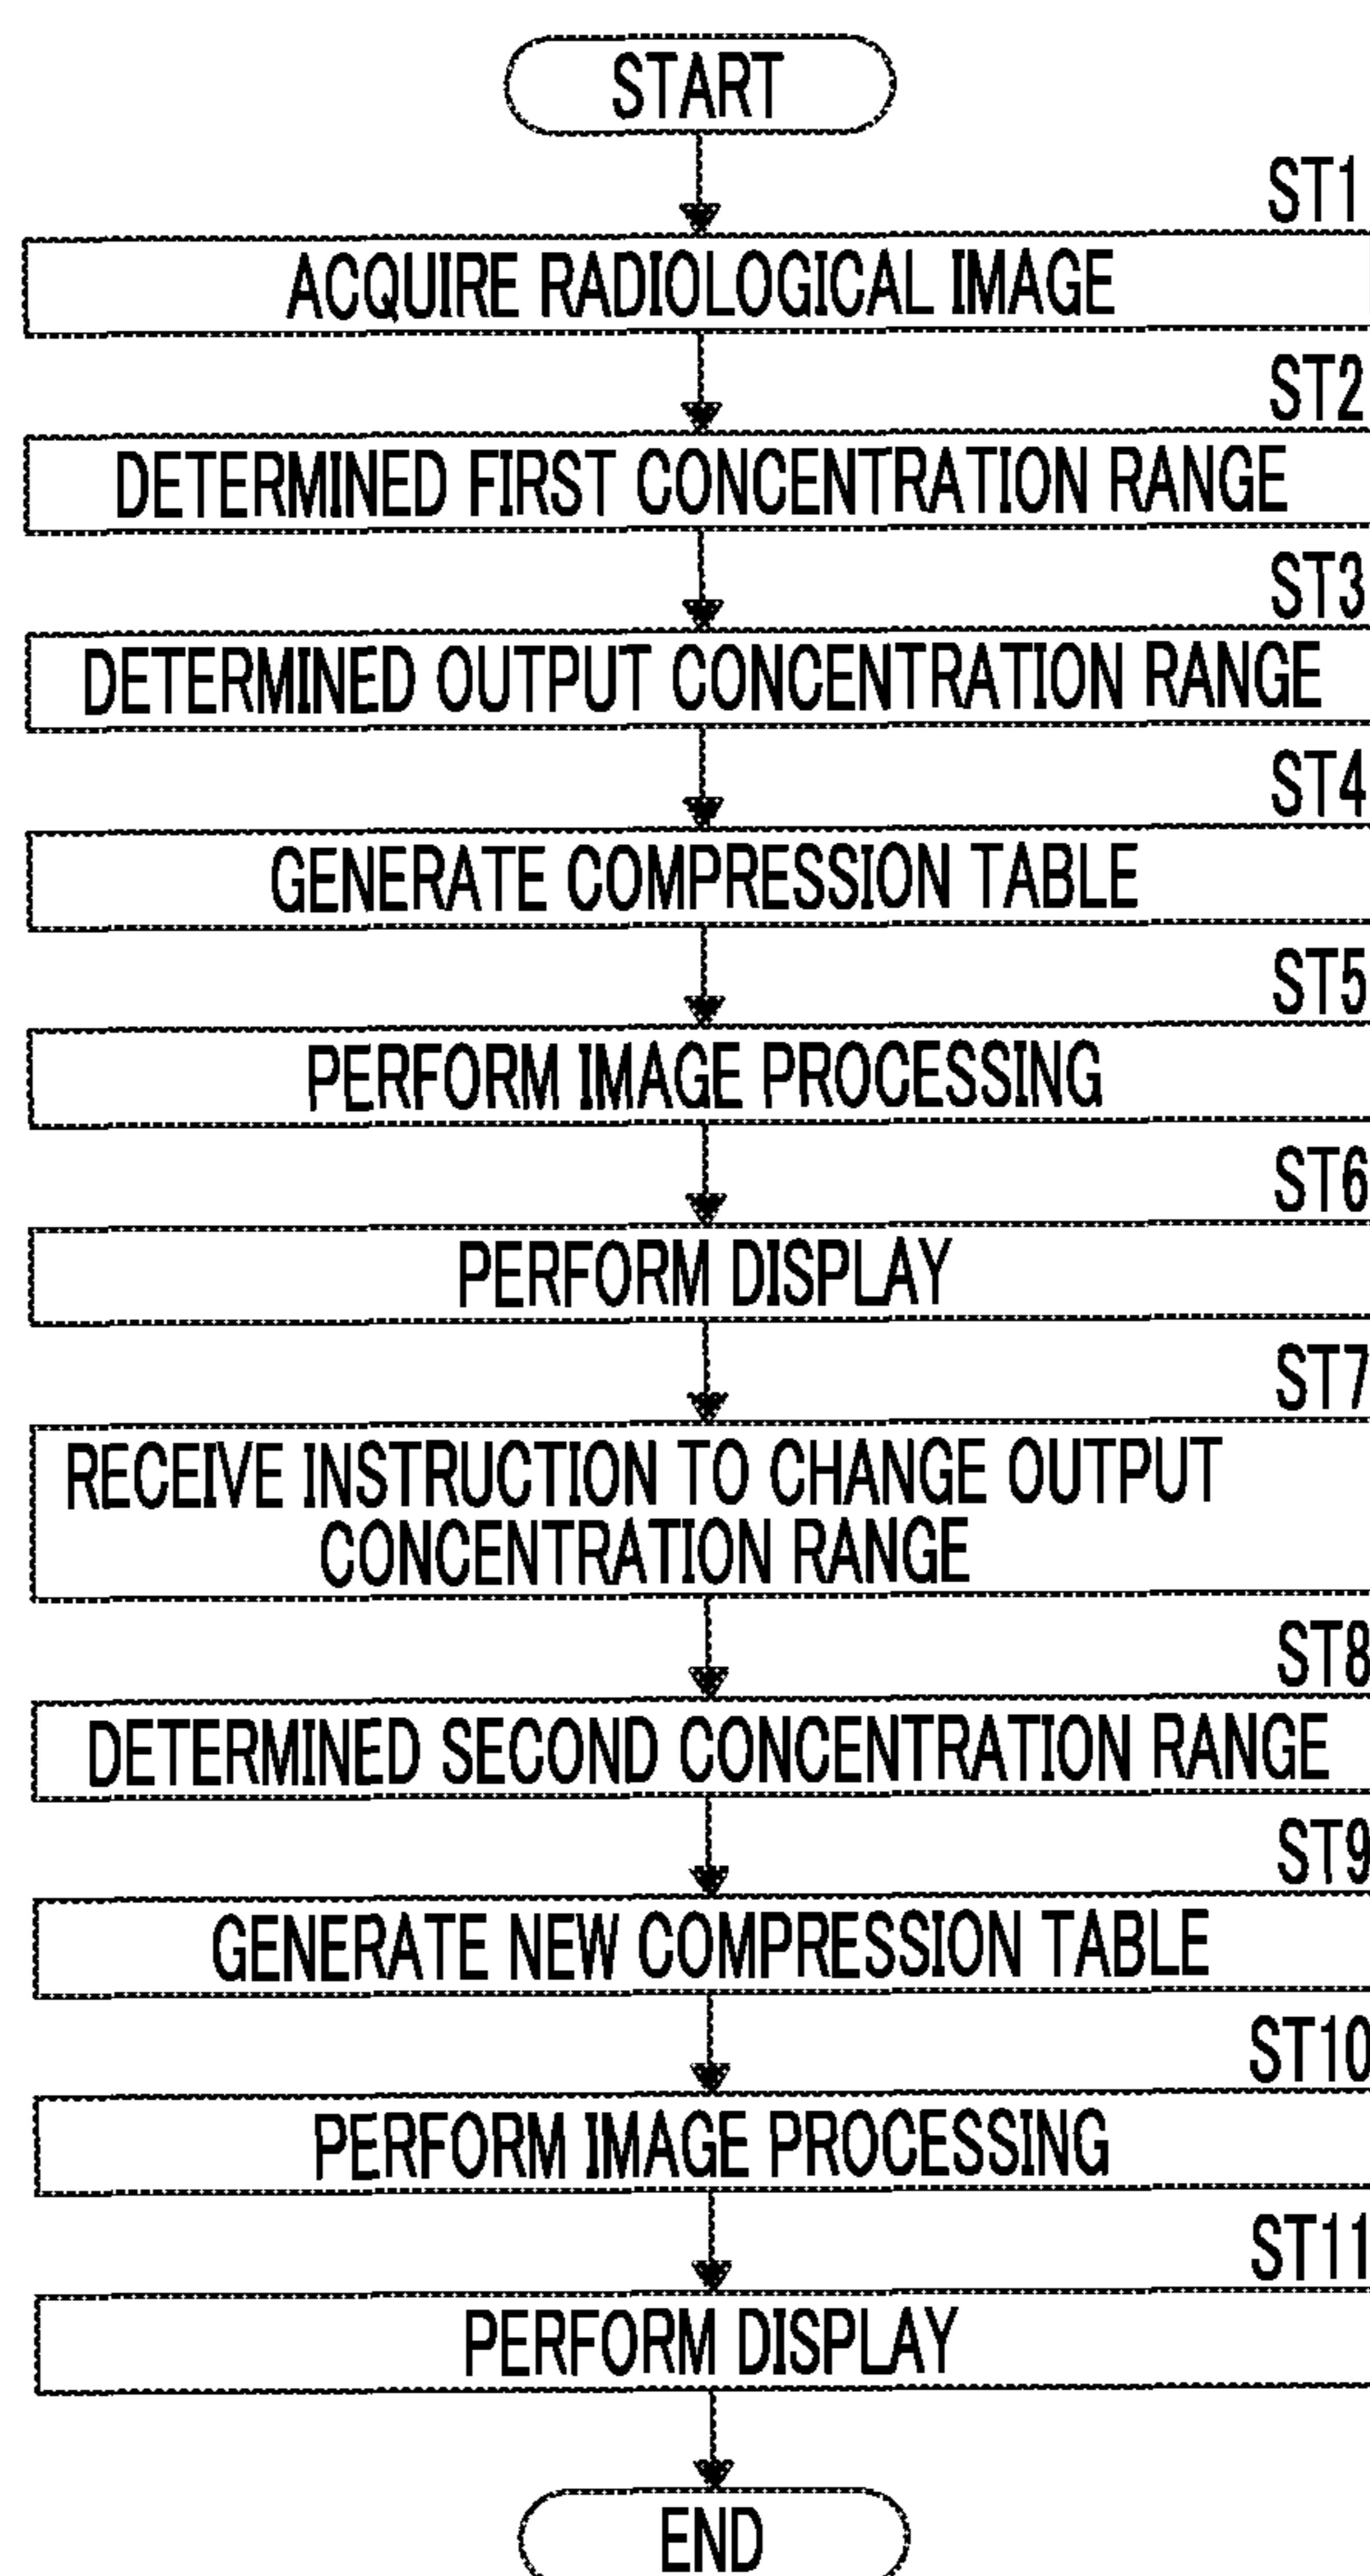 START
ST1
ACQUIRE RADIOLOGICAL IMAGE
ST2
DETERMINED FIRST CONCENTRATION RANGE
ST3
DETERMINED OUTPUT CONCENTRATION RANGE
ST4
GENERATE COMPRESSION TABLE
ST5
PERFORM IMAGE PROCESSING
ST6
PERFORM DISPLAY
ST7
RECEIVE INSTRUCTION TO CHANGE OUTPUT
CONCENTRATION RANGE
ST8
DETERMINED SECOND CONCENTRATION RANGE
ST9
GENERATE NEW COMPRESSION TABLE
ST10
PERFORM IMAGE PROCESSING
ST11
PERFORM DISPLAY
END